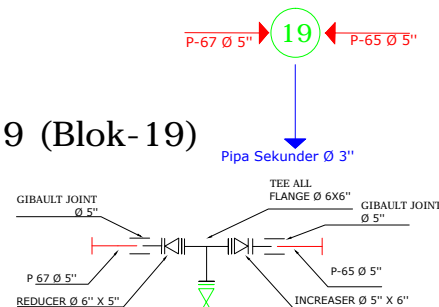 19
P-67 Ø 5"
P-65 Ø 5"
9 (Blok-19)
Pipa Sekunder Ø 3"
GIBAULT JOINT
Ø 5"
TEE ALL
FLANGE Ø 6X6"
GIBAULT JOINT
Ø 5"
P 67 Ø 5"
P-65 Ø 5"
REDUCER Ø 6" X 5"
INCREASER Ø 5" X 6"